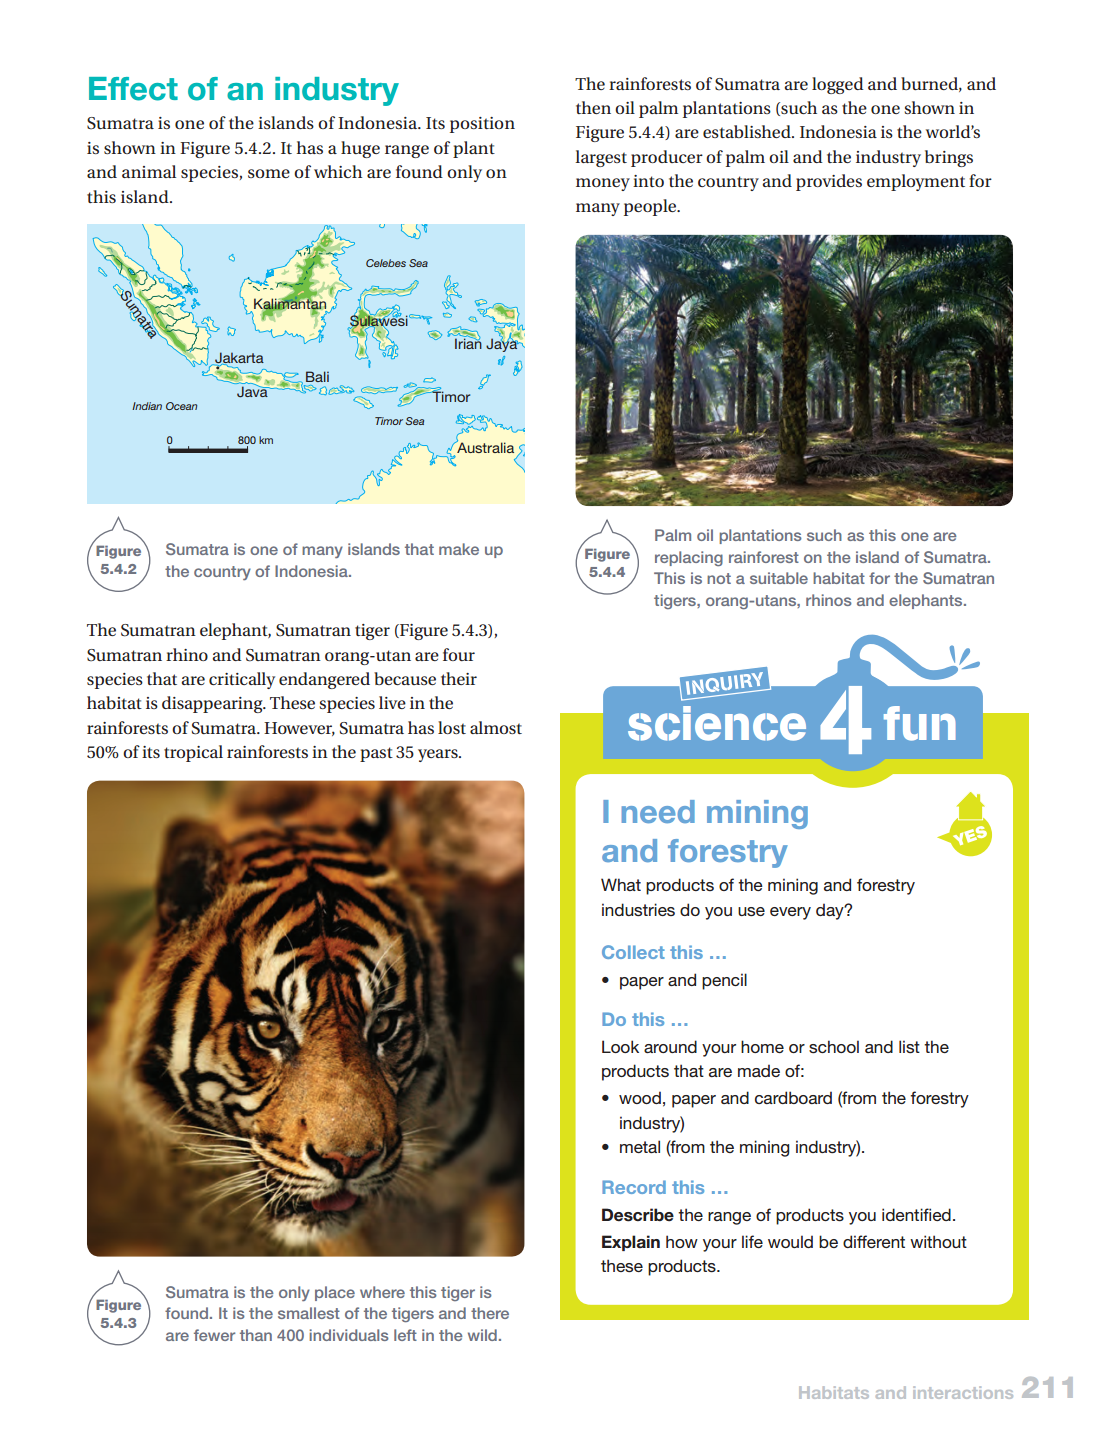 Effect of an industry
Sumatra is one of the islands of Indonesia. Its position
is shown in Figure 5.4.2. It has a huge range of plant
and animal species, some of which are found only on
this island.
Celebes Sea
Kalimantan
Sumatra
Sulawesi
Irian Jaya
Jakarta
Bali
Java
Timor
Indian Ocean
Timor Sea
0 800 km
Australia
Figure
5.4.2
Sumatra is one of many islands that make up
the country of Indonesia.
The Sumatran elephant, Sumatran tiger (Figure 5.4.3),
Sumatran rhino and Sumatran orang-utan are four
species that are critically endangered because their
habitat is disappearing. These species live in the
rainforests of Sumatra. However, Sumatra has lost almost
50% of its tropical rainforests in the past 35 years.
Figure
5.4.3
Sumatra is the only place where this tiger is
found. It is the smallest of the tigers and there
are fewer than 400 individuals left in the wild.
The rainforests of Sumatra are logged and burned, and
then oil palm plantations (such as the one shown in
Figure 5.4.4) are established. Indonesia is the world's
largest producer of palm oil and the industry brings
money into the country and provides employment for
many people.
Figure
5.4.4
Palm oil plantations such as this one are
replacing rainforest on the island of Sumatra.
This is not a suitable habitat for the Sumatran
tigers, orang-utans, rhinos and elephants.
INQUIRY
science 4 fun
I need mining
and forestry
YES
What products of the mining and forestry
industries do you use every day?
Collect this ...
• paper and pencil
Do this ...
Look around your home or school and list the
products that are made of:
• wood, paper and cardboard (from the forestry
industry)
• metal (from the mining industry).
Record this ...
Describe the range of products you identified.
Explain how your life would be different without
these products.
Habitats and interactions 211